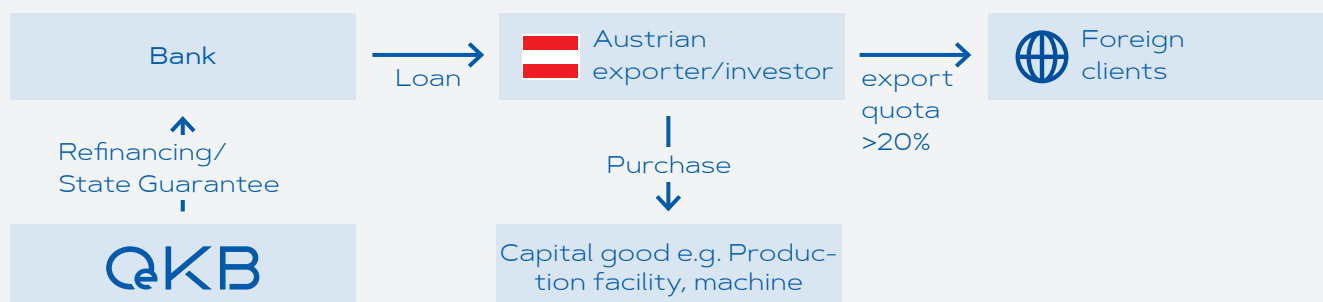 Bank
Loan
Austrian
exporter/investor
export
quota
>20%
Foreign
clients
Refinancing/
State Guarantee
Purchase
OeKB
Capital good e.g. Produc-
tion facility, machine